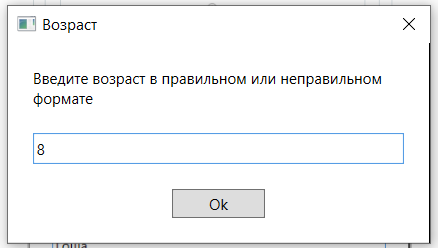 Возраст
Введите возраст в правильном или неправильном
формате
8
Ok